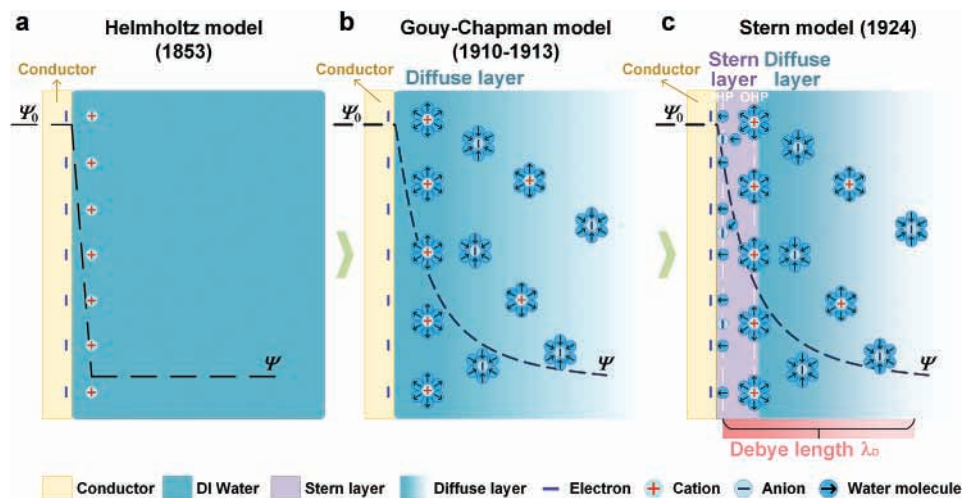 a
Helmholtz model
(1853)
Conductor
Ψ₀
Ψ
b
Gouy-Chapman model
(1910-1913)
Conductor
Diffuse layer
Ψ₀
Ψ
c
Stern model (1924)
Conductor
Stern
layer
Diffuse
layer
OHP
Ψ₀
Ψ
Debye length λD
Conductor
DI Water
Stern layer
Diffuse layer
Electron
Cation
Anion
Water molecule